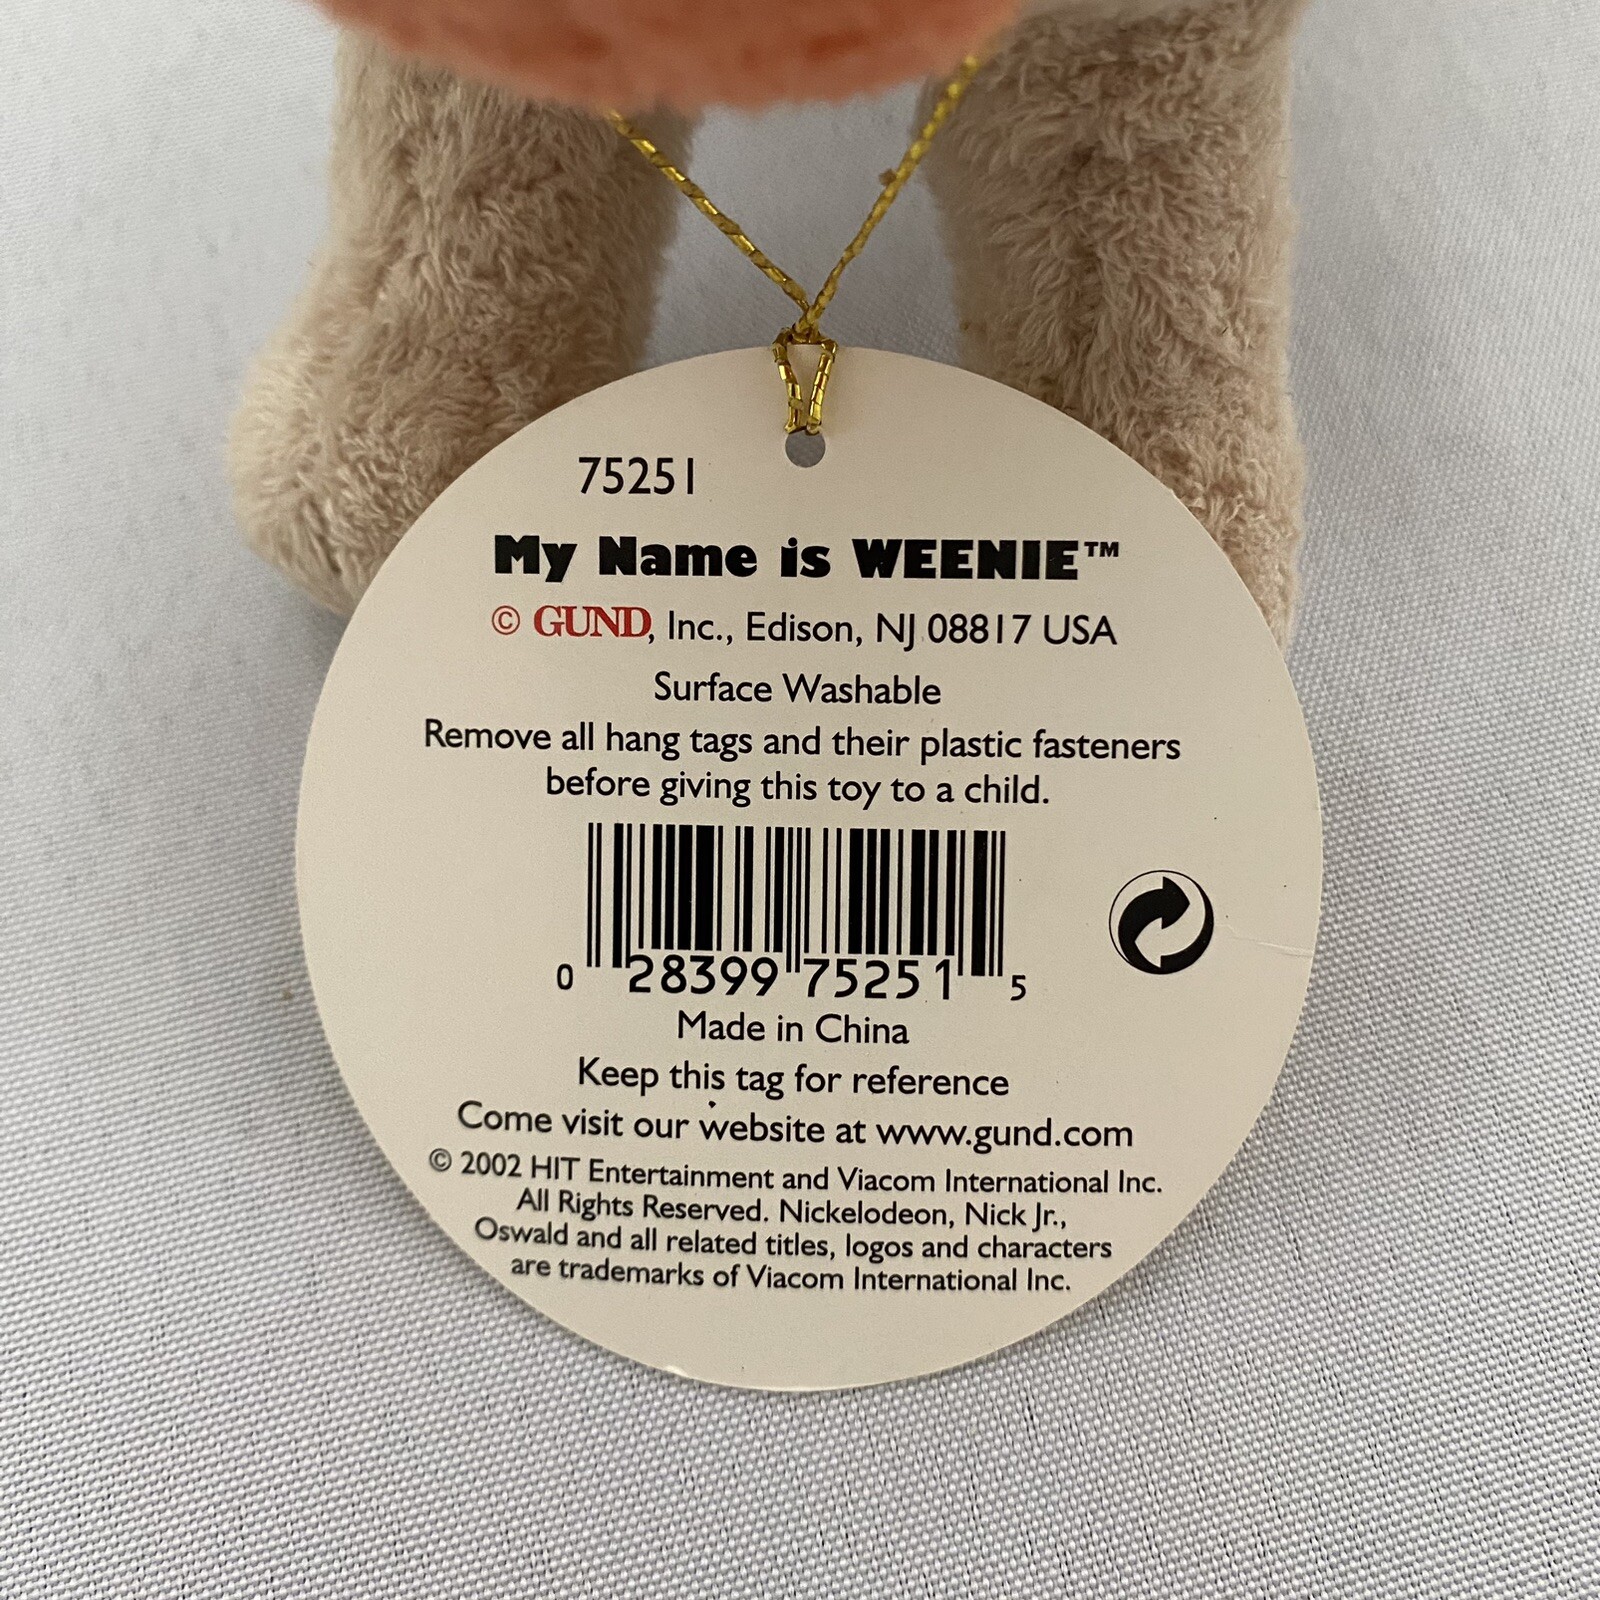 75251
My Name is WEENIE™
© GUND, Inc., Edison, NJ 08817 USA
Surface Washable
Remove all hang tags and their plastic fasteners
before giving this toy to a child.
0 28399 75251 5
Made in China
Keep this tag for reference
Come visit our website at www.gund.com
© 2002 HIT Entertainment and Viacom International Inc.
All Rights Reserved. Nickelodeon, Nick Jr.,
Oswald and all related titles, logos and characters
are trademarks of Viacom International Inc.